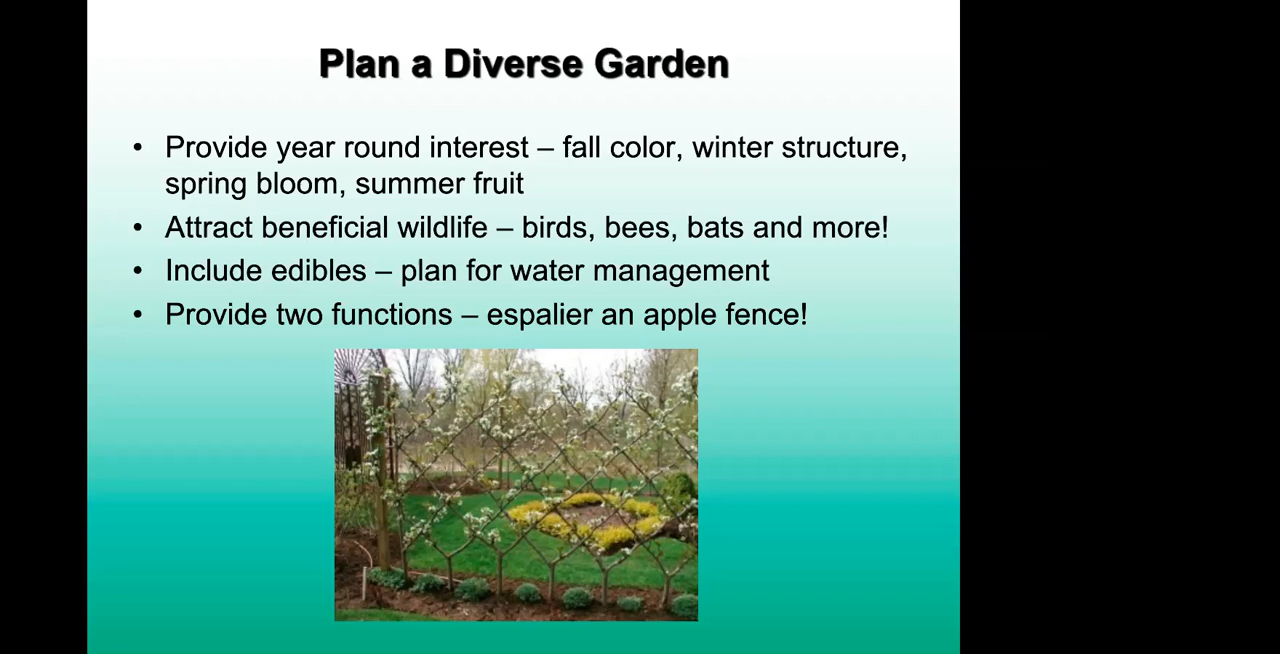 Plan a Diverse Garden
• Provide year round interest – fall color, winter structure,
spring bloom, summer fruit
• Attract beneficial wildlife – birds, bees, bats and more!
• Include edibles – plan for water management
• Provide two functions – espalier an apple fence!